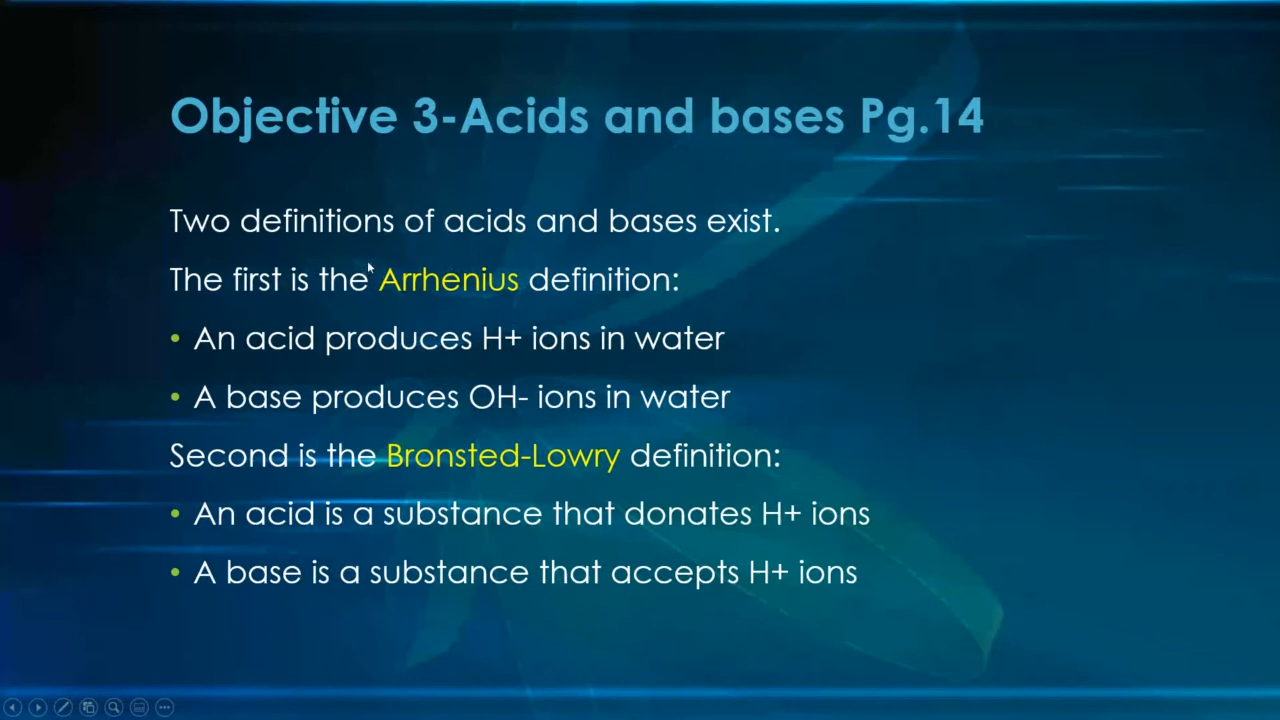 Objective 3-Acids and bases Pg.14
Two definitions of acids and bases exist.
The first is the Arrhenius definition:
• An acid produces H+ ions in water
• A base produces OH- ions in water
Second is the Bronsted-Lowry definition:
• An acid is a substance that donates H+ ions
• A base is a substance that accepts H+ ions